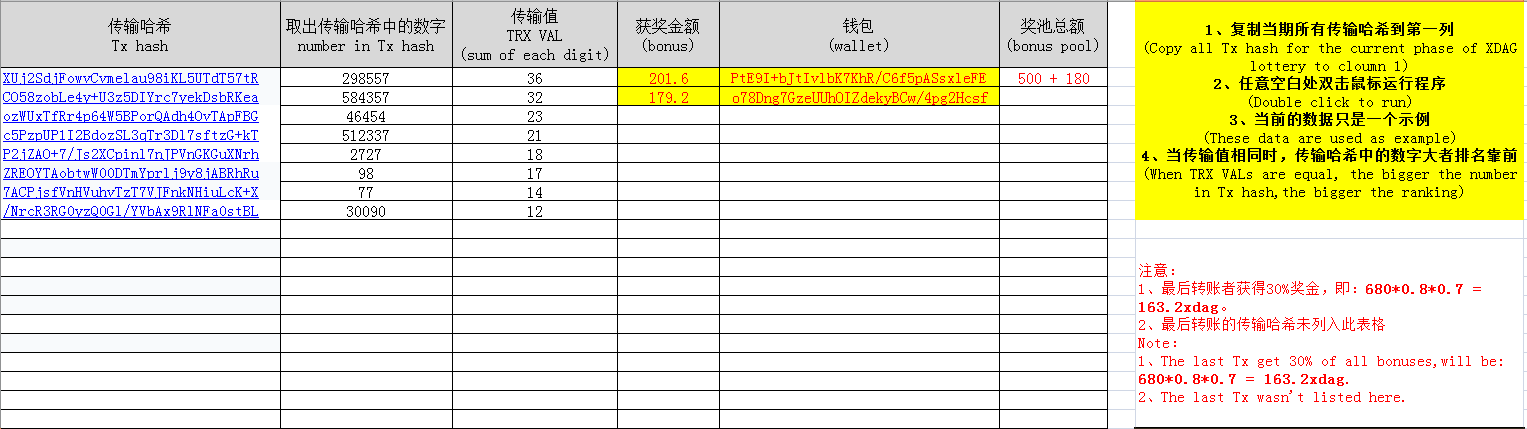 传输哈希
Tx hash
取出传输哈希中的数字
number in Tx hash
传输值
TRX VAL
(sum of each digit)
获奖金额
(bonus)
钱包
(wallet)
奖池总额
(bonus pool)
XUj2SdjFowvCvmelau98iKL5UTdT57tR 298557 36 201.6 PtE9I+bJtIvlbK7KhR/C6f5pASsxleFE 500 + 180
CO58zobLe4y+U3z5DIYrc7yekDsbRKea 584357 32 179.2 o78Dng7GzeUUhOIZdekyBCw/4pg2Hcsf
ozWUxTfRr4p64W5BPorQAdh4OvTApFBG 46454 23
c5PzpUP1I2BdozSL3qTr3Dl7sftzG+kT 512337 21
P2jZAO+7/Js2XCpinl7nJPVnGKGuXNrh 2727 18
ZREOYTAobtwWOODTmYprlj9y8jABRhRu 98 17
7ACPjsfVnHVuhvTzT7VJFnkNHiuLcK+X 77 14
/NrcR3RG0yzQ0Gl/YVbAx9RlNFa0stBL 30090 12
1、复制当期所有传输哈希到第一列
(Copy all Tx hash for the current phase of XDAG
lottery to cloumn 1)
2、任意空白处双击鼠标运行程序
(Double click to run)
3、当前的数据只是一个示例
(These data are used as example)
4、当传输值相同时，传输哈希中的数字大者排名靠前
(When TRX VALs are equal, the bigger the number
in Tx hash,the bigger the ranking)
注意：
1、最后转账者获得30%奖金，即：680*0.8*0.7 =
163.2xdag。
2、最后转账的传输哈希未列入此表格
Note：
1、The last Tx get 30% of all bonuses,will be:
680*0.8*0.7 = 163.2xdag.
2、The last Tx wasn't listed here.